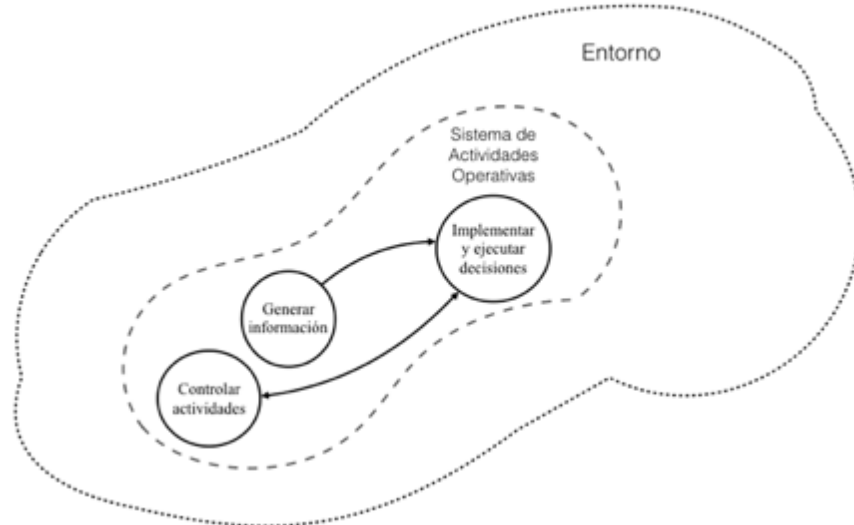 Entorno
Sistema de
Actividades
Operativas
Implementar
y ejecutar
decisiones
Generar
información
Controlar
actividades